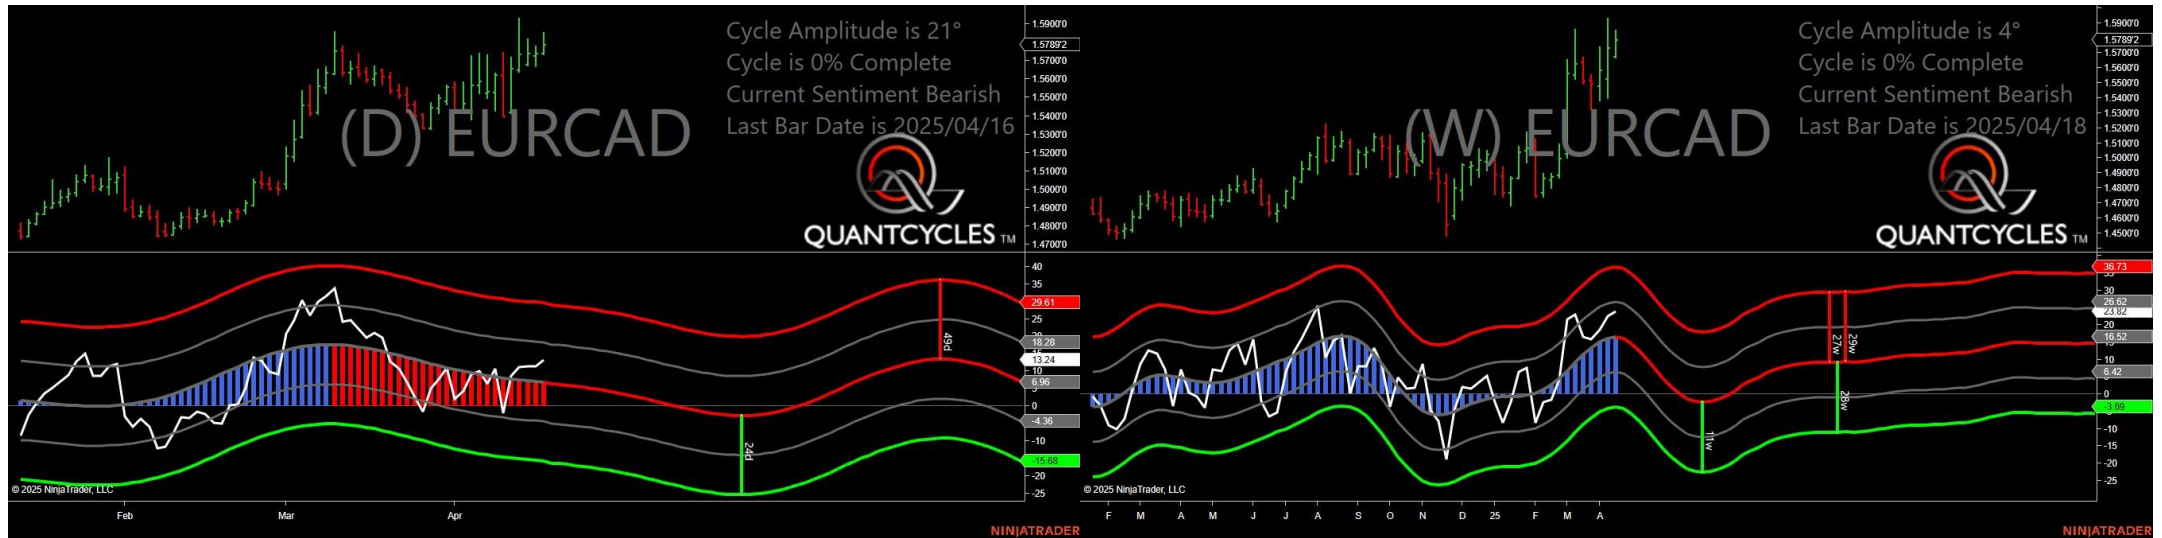 Cycle Amplitude is 21°
Cycle is 0% Complete
Current Sentiment Bearish
Last Bar Date is 2025/04/16
(D) EURCAD
QUANTCYCLES TM
1.5900'0
1.5789'2
1.5700'0
1.5600'0
1.5500'0
1.5400'0
1.5300'0
1.5200'0
1.5100'0
1.5000'0
1.4900'0
1.4800'0
1.4700'0
40
35
29.61
25
18.28
13.24
6.96
0
-4.36
-10
-15.68
-20
-25
49d
24d
© 2025 NinjaTrader, LLC
Feb Mar Apr
NINJATRADER
Cycle Amplitude is 4°
Cycle is 0% Complete
Current Sentiment Bearish
Last Bar Date is 2025/04/18
(W) EURCAD
QUANTCYCLES TM
1.5900'0
1.5789'2
1.5700'0
1.5600'0
1.5500'0
1.5400'0
1.5300'0
1.5200'0
1.5100'0
1.5000'0
1.4900'0
1.4800'0
1.4700'0
1.4600'0
1.4500'0
36.73
30
26.62
23.82
20
16.52
10
6.42
0
-3.69
-10
-15
-20
-25
27w
29w
28w
11w
© 2025 NinjaTrader, LLC
F M A M J J A S O N D 25 F M A
NINJATRADER